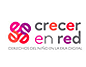 crecer
en red
DERECHOS DEL NIÑO EN LA ERA DIGITAL